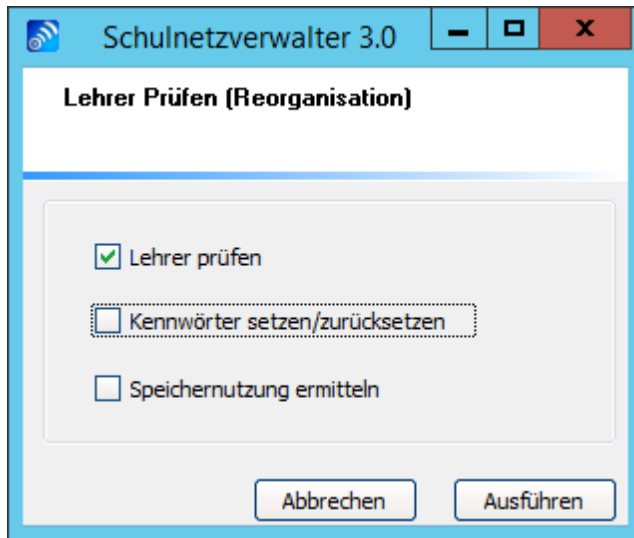 Schulnetzverwalter 3.0
Lehrer Prüfen (Reorganisation)
Lehrer prüfen
Kennwörter setzen/zurücksetzen
Speichernutzung ermitteln
Abbrechen Ausführen